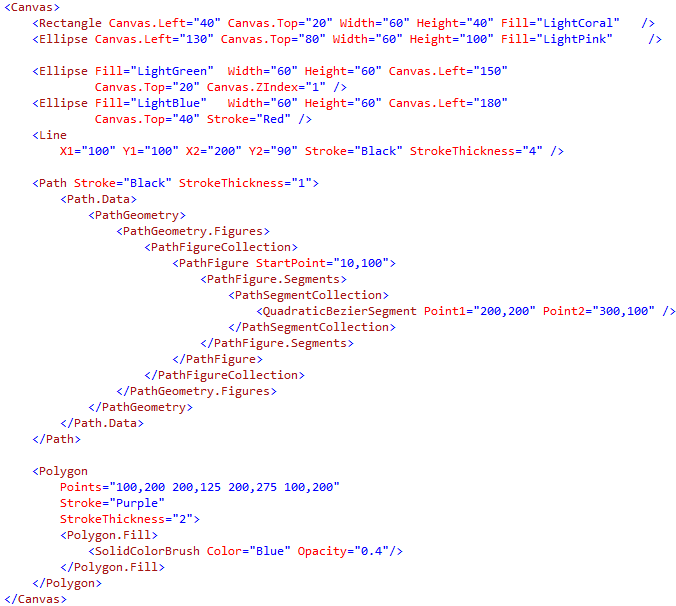 <Canvas>
    <Rectangle Canvas.Left="40" Canvas.Top="20" Width="60" Height="40" Fill="LightCoral"   />
    <Ellipse Canvas.Left="130" Canvas.Top="80" Width="60" Height="100" Fill="LightPink"     />

    <Ellipse Fill="LightGreen"  Width="60" Height="60" Canvas.Left="150"
             Canvas.Top="20" Canvas.ZIndex="1" />
    <Ellipse Fill="LightBlue"   Width="60" Height="60" Canvas.Left="180"
             Canvas.Top="40" Stroke="Red" />
    <Line
        X1="100" Y1="100" X2="200" Y2="90" Stroke="Black" StrokeThickness="4" />

    <Path Stroke="Black" StrokeThickness="1">
        <Path.Data>
            <PathGeometry>
                <PathGeometry.Figures>
                    <PathFigureCollection>
                        <PathFigure StartPoint="10,100">
                            <PathFigure.Segments>
                                <PathSegmentCollection>
                                    <QuadraticBezierSegment Point1="200,200" Point2="300,100" />
                                </PathSegmentCollection>
                            </PathFigure.Segments>
                        </PathFigure>
                    </PathFigureCollection>
                </PathGeometry.Figures>
            </PathGeometry>
        </Path.Data>
    </Path>

    <Polygon
        Points="100,200 200,125 200,275 100,200"
        Stroke="Purple"
        StrokeThickness="2">
        <Polygon.Fill>
            <SolidColorBrush Color="Blue" Opacity="0.4"/>
        </Polygon.Fill>
    </Polygon>
</Canvas>